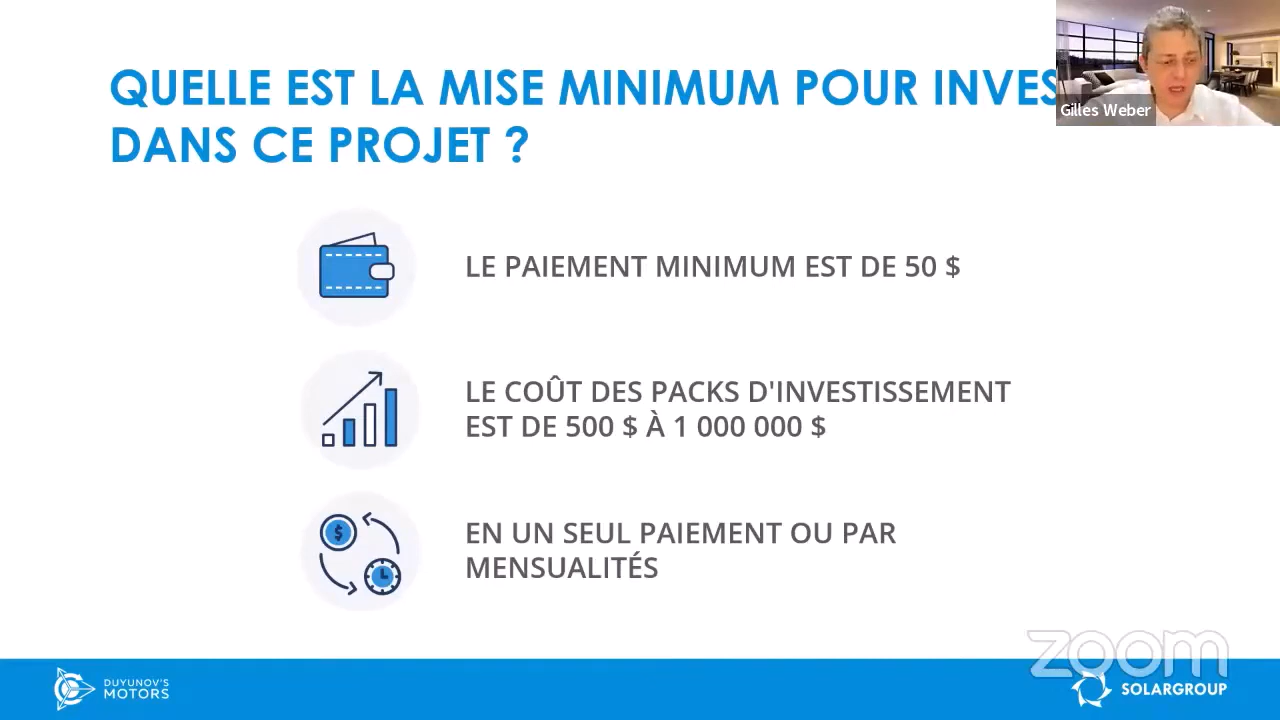 QUELLE EST LA MISE MINIMUM POUR INVES
DANS CE PROJET ?
Gilles Weber
LE PAIEMENT MINIMUM EST DE 50 $
LE COÛT DES PACKS D'INVESTISSEMENT
EST DE 500 $ À 1 000 000 $
EN UN SEUL PAIEMENT OU PAR
MENSUALITÉS
zoom
DUYUNOV'S
MOTORS
SOLARGROUP